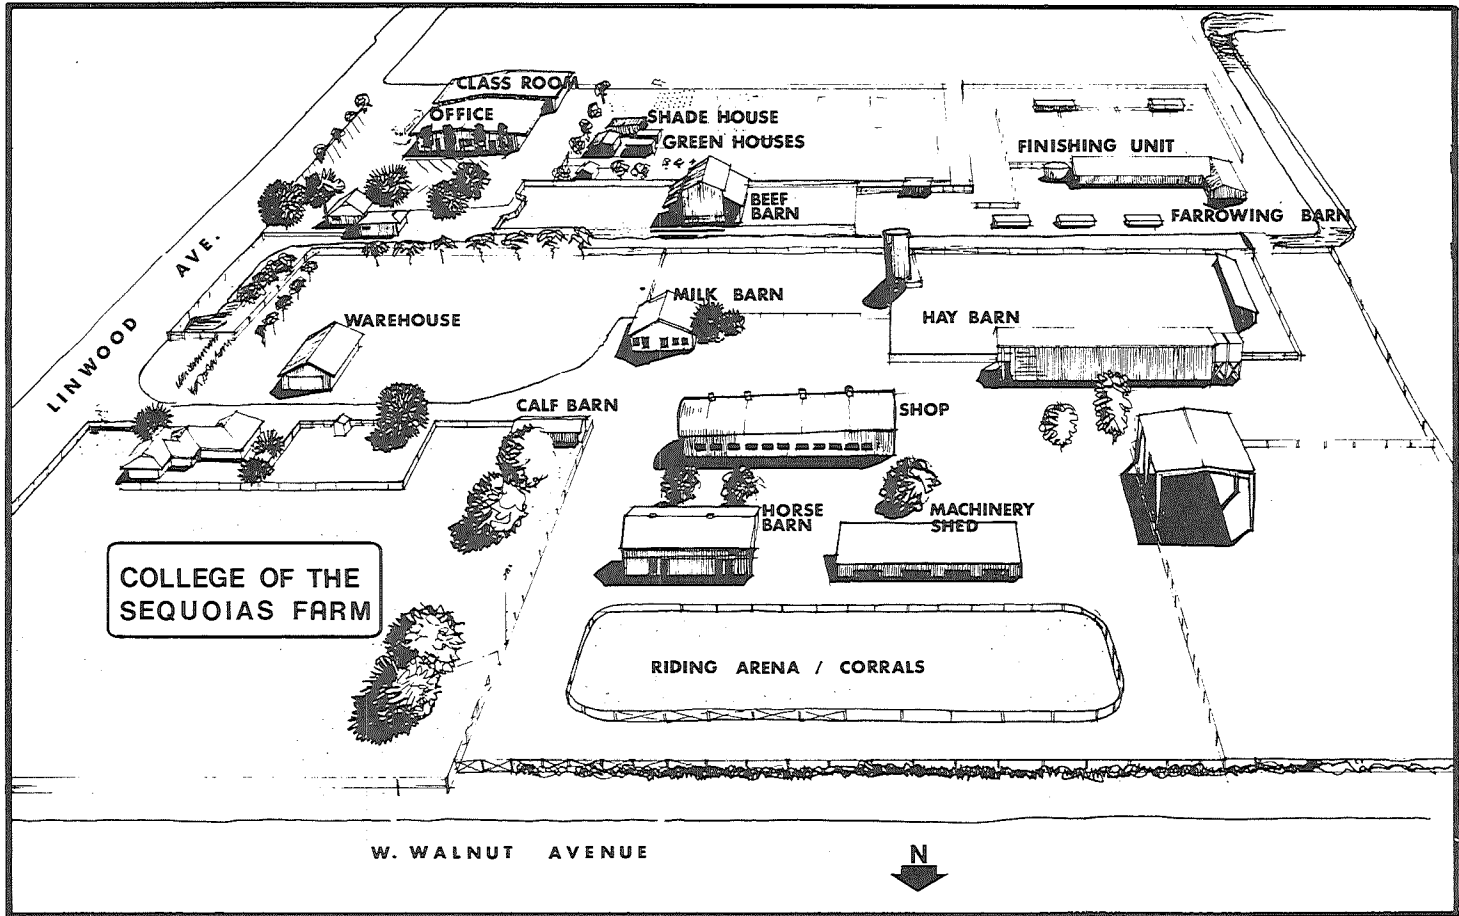 CLASS ROOM
OFFICE
SHADE HOUSE
GREEN HOUSES
FINISHING UNIT
BEEF
BARN
FARROWING BARN
LINWOOD AVE.
MILK BARN
WAREHOUSE
HAY BARN
CALF BARN
SHOP
HORSE
BARN
MACHINERY
SHED
COLLEGE OF THE
SEQUOIAS FARM
RIDING ARENA / CORRALS
W. WALNUT AVENUE
N